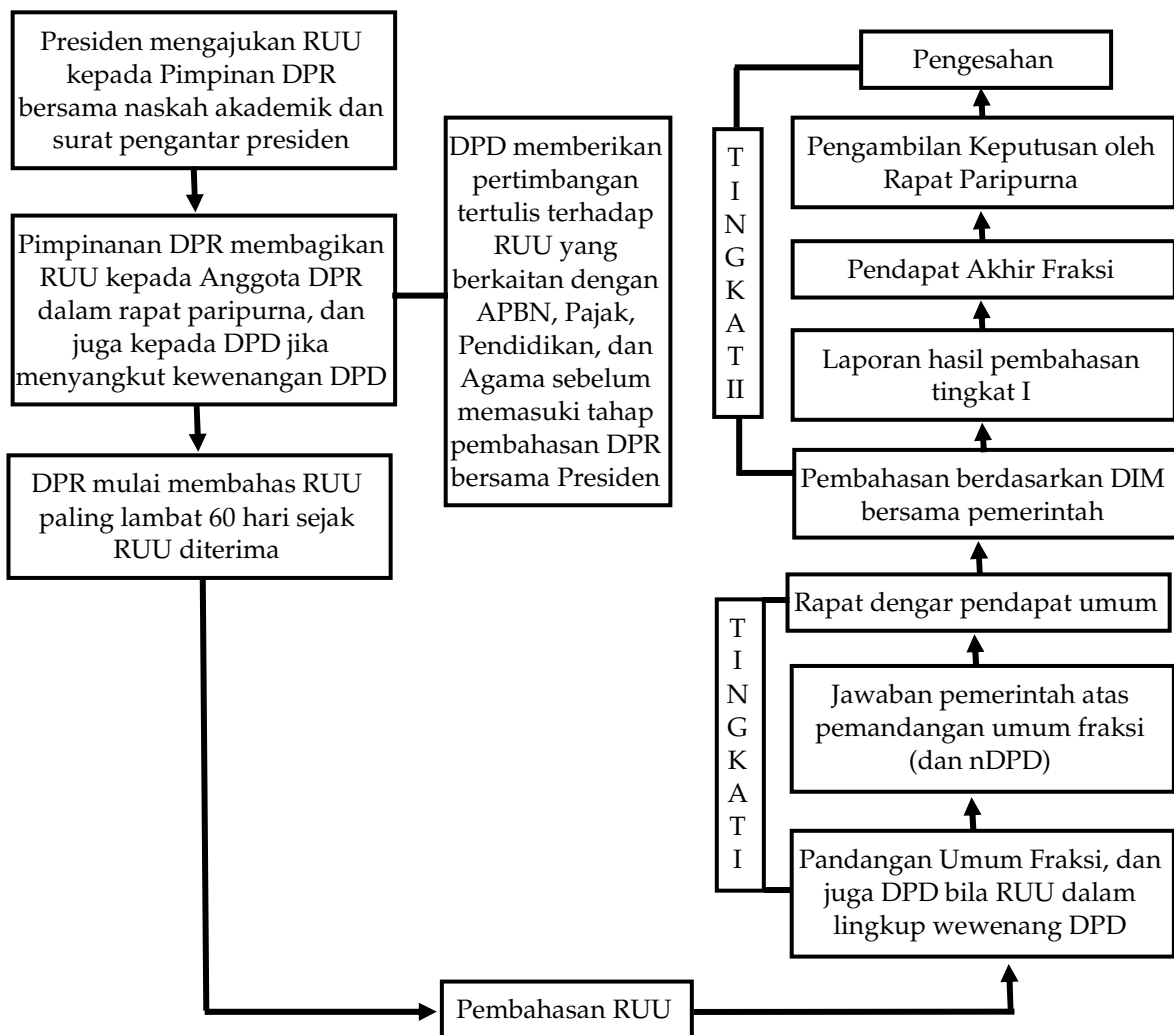 Presiden mengajukan RUU
kepada Pimpinan DPR
bersama naskah akademik dan
surat pengantar presiden
Pimpinanan DPR membagikan
RUU kepada Anggota DPR
dalam rapat paripurna, dan
juga kepada DPD jika
menyangkut kewenangan DPD
DPD memberikan
pertimbangan
tertulis terhadap
RUU yang
berkaitan dengan
APBN, Pajak,
Pendidikan, dan
Agama sebelum
memasuki tahap
pembahasan DPR
bersama Presiden
DPR mulai membahas RUU
paling lambat 60 hari sejak
RUU diterima
Pembahasan RUU
Pandangan Umum Fraksi, dan
juga DPD bila RUU dalam
lingkup wewenang DPD
Jawaban pemerintah atas
pemandangan umum fraksi
(dan nDPD)
Rapat dengar pendapat umum
T
I
N
G
K
A
T
I
Pembahasan berdasarkan DIM
bersama pemerintah
Laporan hasil pembahasan
tingkat I
Pendapat Akhir Fraksi
Pengambilan Keputusan oleh
Rapat Paripurna
Pengesahan
T
I
N
G
K
A
T
II